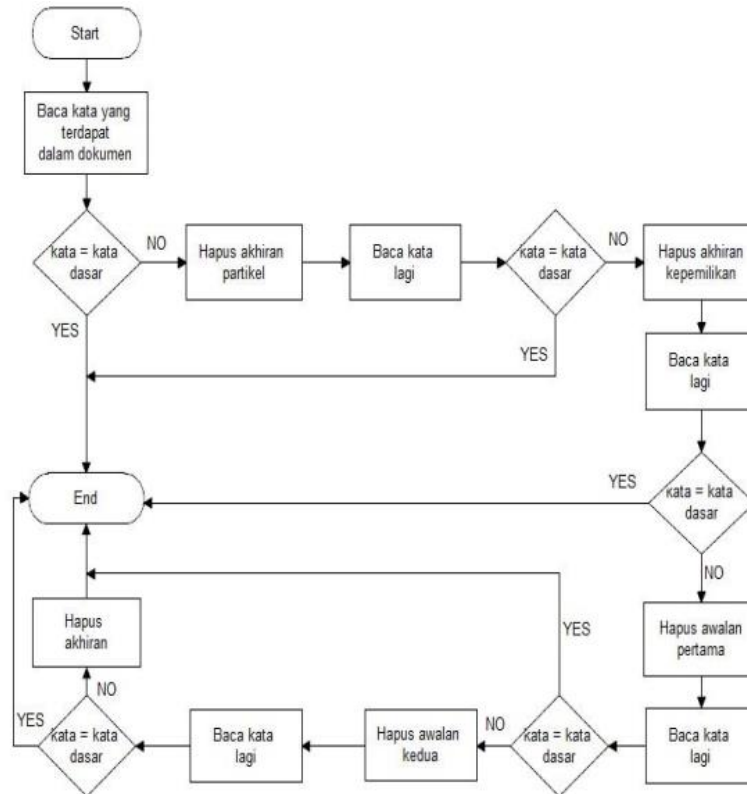 Start
Baca kata yang
terdapat
dalam dokumen
kata = kata
dasar
NO
YES
Hapus akhiran
partikel
Baca kata
lagi
kata = kata
dasar
NO
YES
Hapus akhiran
kepemilikan
Baca kata
lagi
kata = kata
dasar
YES
NO
End
Hapus awalan
pertama
Baca kata
lagi
kata = kata
dasar
YES
NO
Hapus awalan
kedua
Baca kata
lagi
kata = kata
dasar
YES
NO
Hapus
akhiran